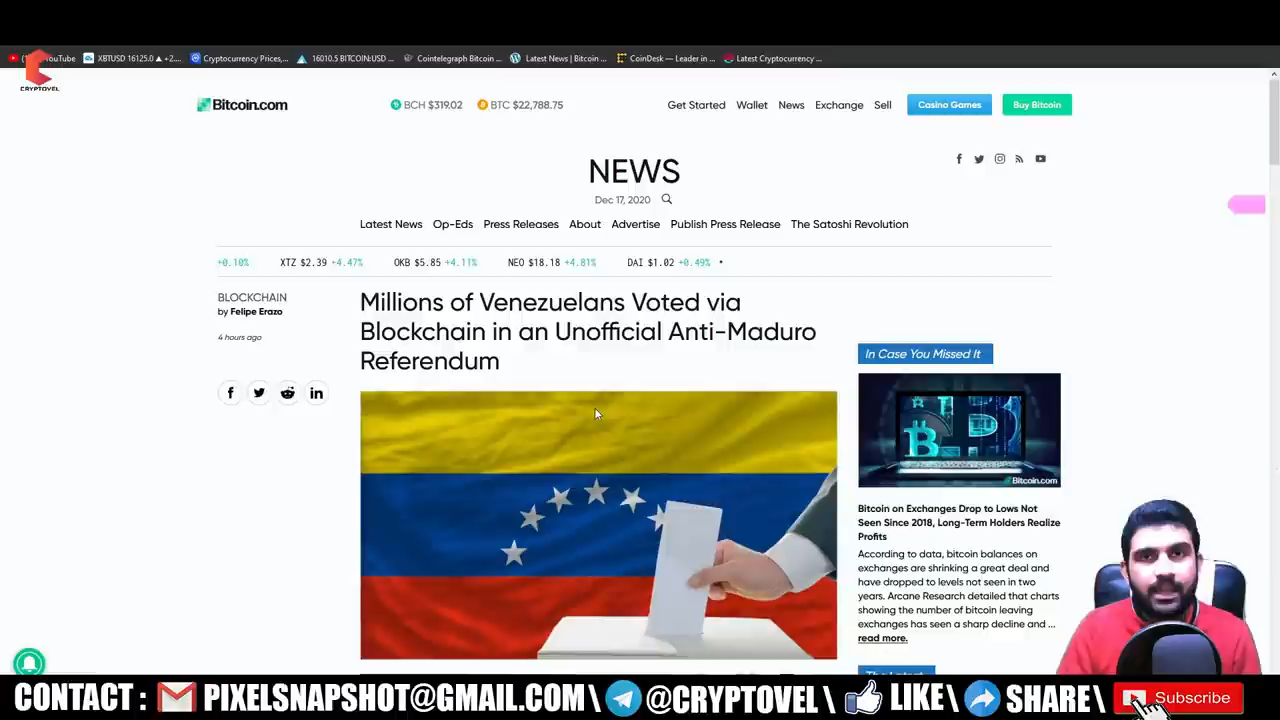 YouTube
XBTUSD 16125.0 ▲ +2....
Cryptocurrency Prices,...
16010.5 BITCOIN:USD ...
Cointelegraph Bitcoin ...
Latest News | Bitcoin ...
CoinDesk — Leader in ...
Latest Cryptocurrency ...
CRYPTOVEL
Bitcoin.com
BCH $319.02
BTC $22,788.75
Get Started
Wallet
News
Exchange
Sell
Casino Games
Buy Bitcoin
NEWS
Dec 17, 2020
Latest News
Op-Eds
Press Releases
About
Advertise
Publish Press Release
The Satoshi Revolution
+0.10%
XTZ $2.39 +4.47%
OKB $5.85 +4.11%
NEO $18.18 +4.81%
DAI $1.02 +0.49%
BLOCKCHAIN
by Felipe Erazo
4 hours ago
Millions of Venezuelans Voted via
Blockchain in an Unofficial Anti-Maduro
Referendum
In Case You Missed It
Bitcoin.com
Bitcoin on Exchanges Drop to Lows Not
Seen Since 2018, Long-Term Holders Realize
Profits
According to data, bitcoin balances on
exchanges are shrinking a great deal and
have dropped to levels not seen in two
years. Arcane Research detailed that charts
showing the number of bitcoin leaving
exchanges has seen a sharp decline and ...
read more.
CONTACT : PIXELSNAPSHOT@GMAIL.COM \ @CRYPTOVEL \ LIKE \ SHARE \ Subscribe